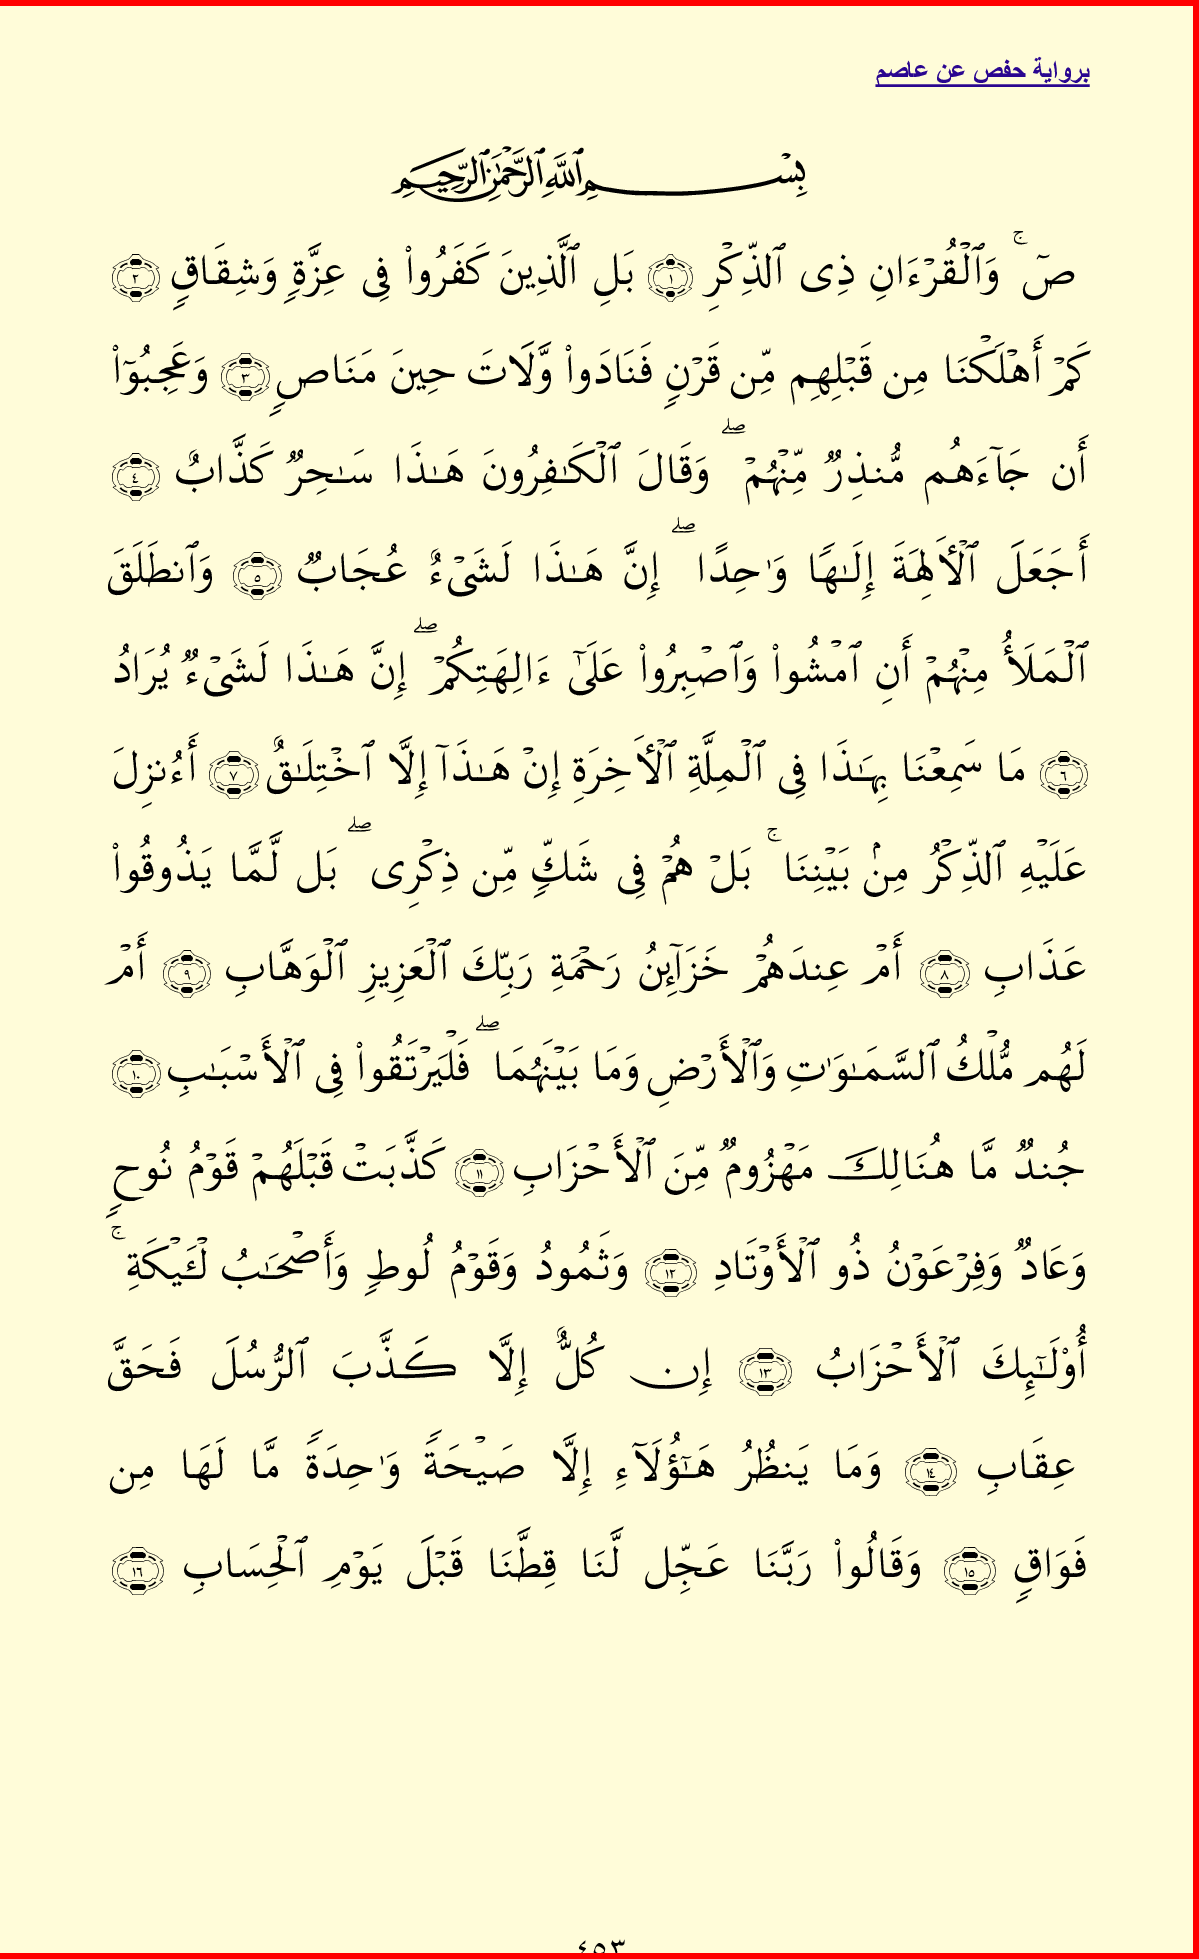 برواية حفص عن عاصم
بِسْمِ ٱللَّهِ ٱلرَّحْمَٰنِ ٱلرَّحِيمِ
صٓ ۚ وَٱلْقُرْءَانِ ذِى ٱلذِّكْرِ ١ بَلِ ٱلَّذِينَ كَفَرُوا۟ فِى عِزَّةٍ وَشِقَاقٍ ٢
كَمْ أَهْلَكْنَا مِن قَبْلِهِم مِّن قَرْنٍ فَنَادَوا۟ وَّلَاتَ حِينَ مَنَاصٍ ٣ وَعَجِبُوٓا۟
أَن جَآءَهُم مُّنذِرٌ مِّنْهُمْ ۖ وَقَالَ ٱلْكَٰفِرُونَ هَٰذَا سَٰحِرٌ كَذَّابٌ ٤
أَجَعَلَ ٱلْأَلِهَةَ إِلَٰهًا وَٰحِدًا ۖ إِنَّ هَٰذَا لَشَىْءٌ عُجَابٌ ٥ وَٱنطَلَقَ
ٱلْمَلَأُ مِنْهُمْ أَنِ ٱمْشُوا۟ وَٱصْبِرُوا۟ عَلَىٰٓ ءَالِهَتِكُمْ ۖ إِنَّ هَٰذَا لَشَىْءٌ يُرَادُ
٦ مَا سَمِعْنَا بِهَٰذَا فِى ٱلْمِلَّةِ ٱلْأَخِرَةِ إِنْ هَٰذَآ إِلَّا ٱخْتِلَٰقٌ ٧ أَءُنزِلَ
عَلَيْهِ ٱلذِّكْرُ مِنۢ بَيْنِنَا ۚ بَلْ هُمْ فِى شَكٍّ مِّن ذِكْرِى ۖ بَل لَّمَّا يَذُوقُوا۟
عَذَابِ ٨ أَمْ عِندَهُمْ خَزَآئِنُ رَحْمَةِ رَبِّكَ ٱلْعَزِيزِ ٱلْوَهَّابِ ٩ أَمْ
لَهُم مُّلْكُ ٱلسَّمَٰوَٰتِ وَٱلْأَرْضِ وَمَا بَيْنَهُمَا ۖ فَلْيَرْتَقُوا۟ فِى ٱلْأَسْبَٰبِ ١٠
جُندٌ مَّا هُنَالِكَ مَهْزُومٌ مِّنَ ٱلْأَحْزَابِ ١١ كَذَّبَتْ قَبْلَهُمْ قَوْمُ نُوحٍ
وَعَادٌ وَفِرْعَوْنُ ذُو ٱلْأَوْتَادِ ١٢ وَثَمُودُ وَقَوْمُ لُوطٍ وَأَصْحَٰبُ لْـَٔيْكَةِ ۚ
أُو۟لَٰٓئِكَ ٱلْأَحْزَابُ ١٣ إِن كُلٌّ إِلَّا كَذَّبَ ٱلرُّسُلَ فَحَقَّ
عِقَابِ ١٤ وَمَا يَنظُرُ هَٰٓؤُلَآءِ إِلَّا صَيْحَةً وَٰحِدَةً مَّا لَهَا مِن
فَوَاقٍ ١٥ وَقَالُوا۟ رَبَّنَا عَجِّل لَّنَا قِطَّنَا قَبْلَ يَوْمِ ٱلْحِسَابِ ١٦
٤٥٣